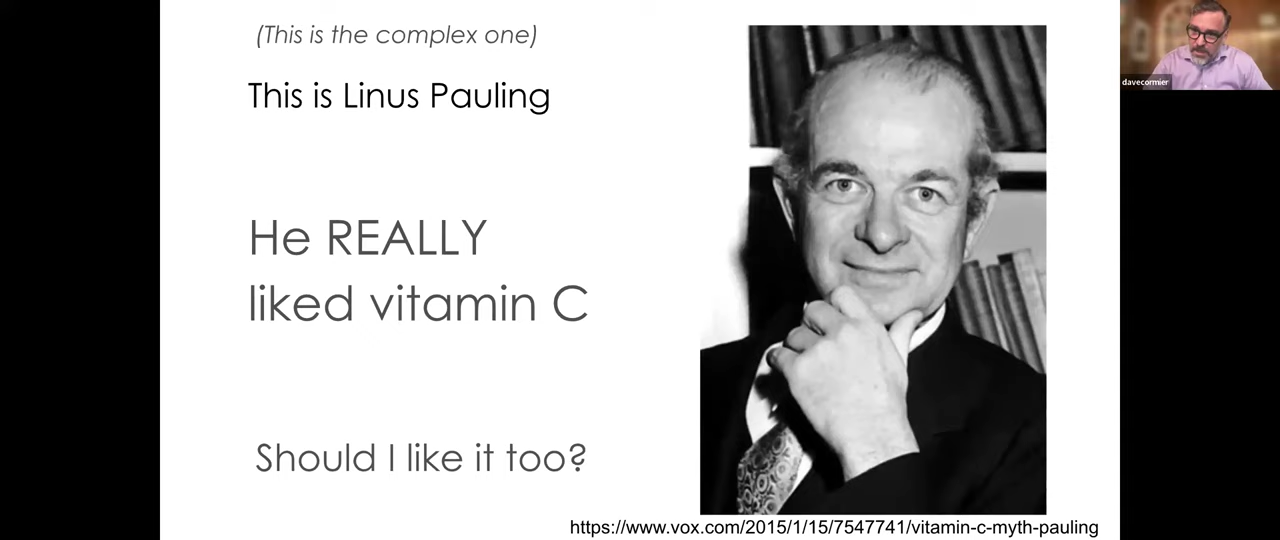 (This is the complex one)
This is Linus Pauling
He REALLY
liked vitamin C
Should I like it too?
https://www.vox.com/2015/1/15/7547741/vitamin-c-myth-pauling
davecormier